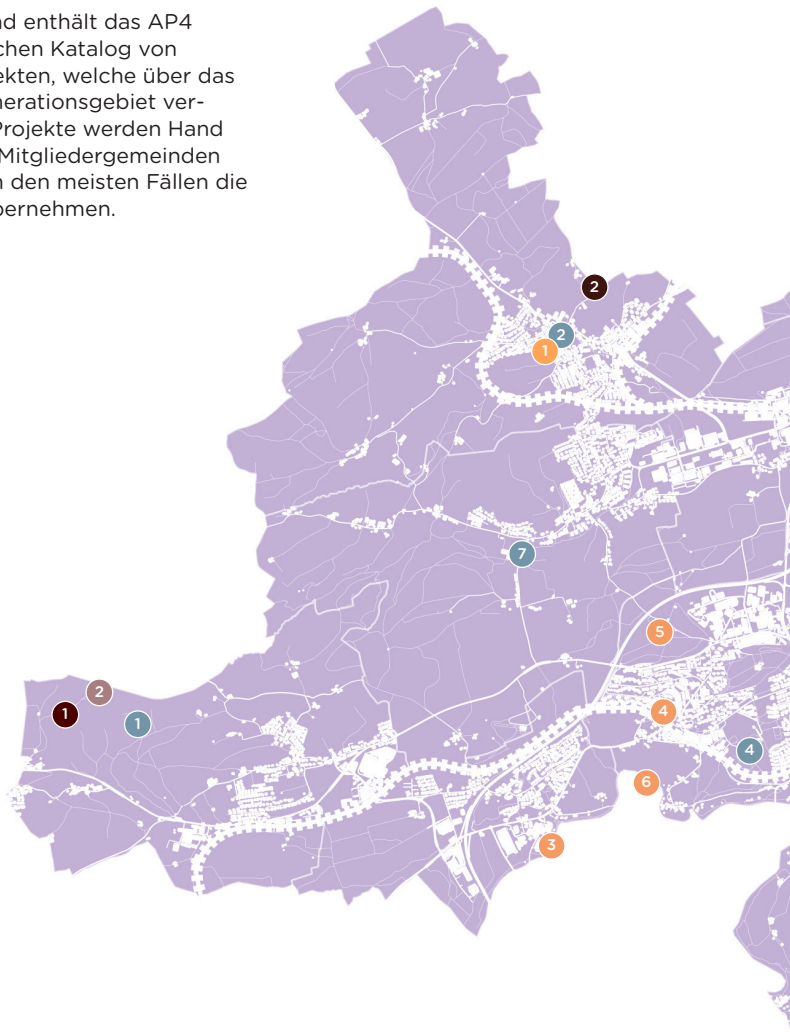 nd enthält das AP4
chen Katalog von
ekten, welche über das
nerationsgebiet ver-
Projekte werden Hand
Mitgliedergemeinden
n den meisten Fällen die
bernehmen.
2
2
1
7
5
2
1
1
4
4
6
3